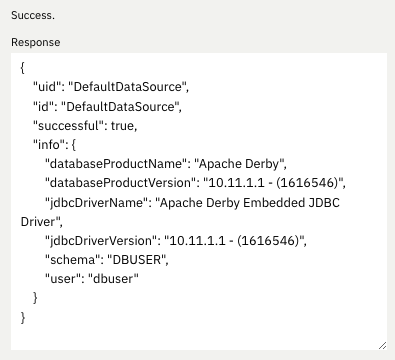 Success.
Response
{
"uid": "DefaultDataSource",
"id": "DefaultDataSource",
"successful": true,
"info": {
"databaseProductName": "Apache Derby",
"databaseProductVersion": "10.11.1.1 - (1616546)",
"jdbcDriverName": "Apache Derby Embedded JDBC
Driver",
"jdbcDriverVersion": "10.11.1.1 - (1616546)",
"schema": "DBUSER",
"user": "dbuser"
}
}